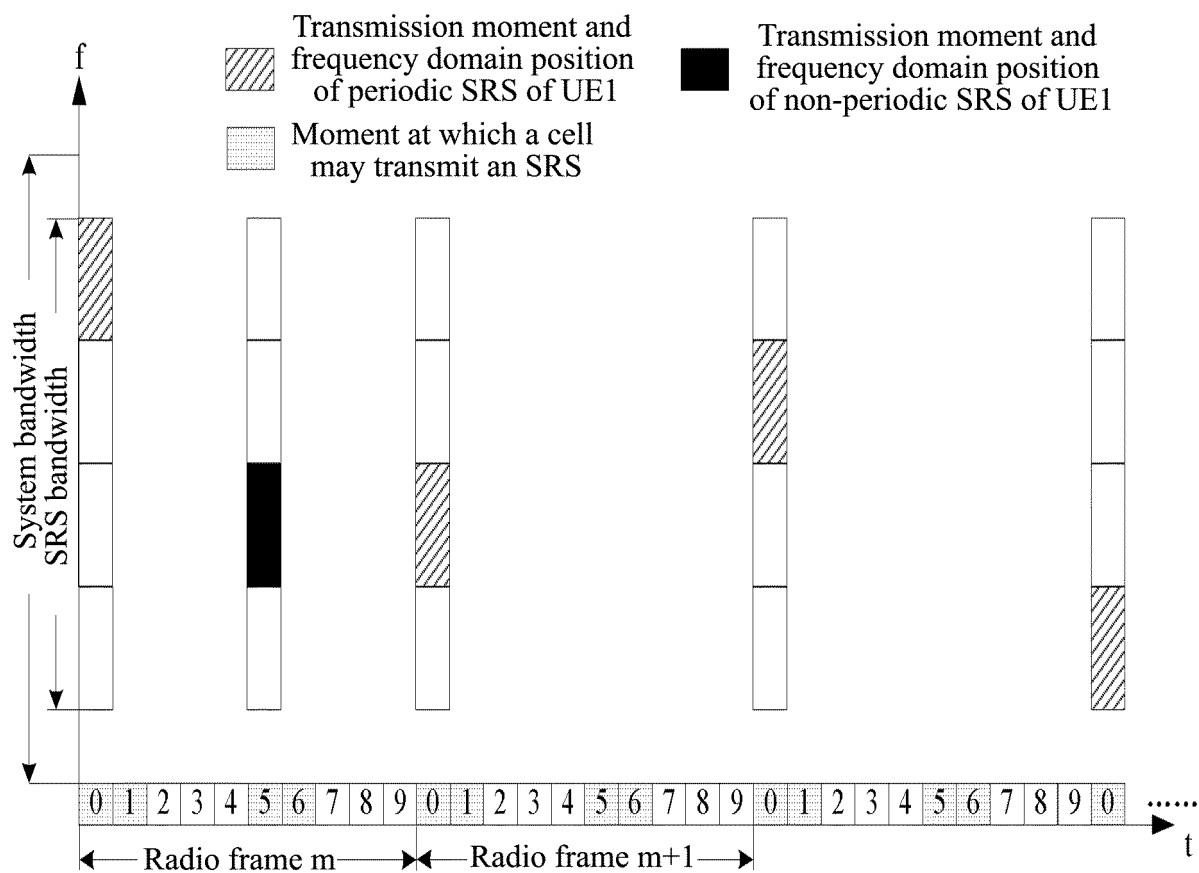 f
Transmission moment and
frequency domain position
of periodic SRS of UE1
Transmission moment and
frequency domain position
of non-periodic SRS of UE1
Moment at which a cell
may transmit an SRS
System bandwidth
SRS bandwidth
0 1 2 3 4 5 6 7 8 9 0 1 2 3 4 5 6 7 8 9 0 1 2 3 4 5 6 7 8 9 0 ......
t
Radio frame m
Radio frame m+1